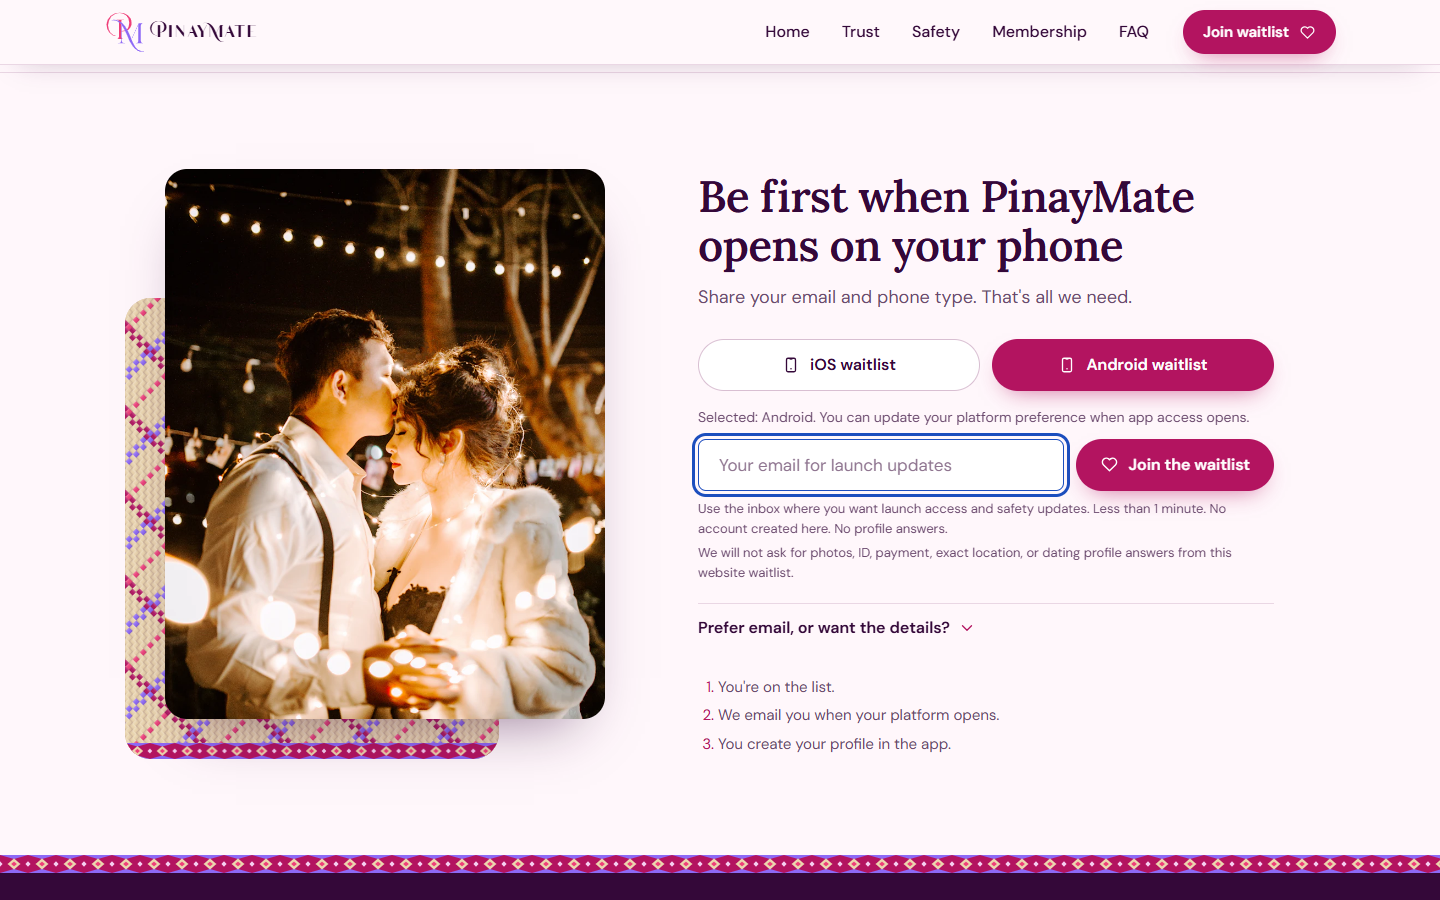 PM PINAYMATE
Home
Trust
Safety
Membership
FAQ
Join waitlist
Be first when PinayMate
opens on your phone
Share your email and phone type. That's all we need.
iOS waitlist
Android waitlist
Selected: Android. You can update your platform preference when app access opens.
Your email for launch updates
Join the waitlist
Use the inbox where you want launch access and safety updates. Less than 1 minute. No
account created here. No profile answers.
We will not ask for photos, ID, payment, exact location, or dating profile answers from this
website waitlist.
Prefer email, or want the details?
1. You're on the list.
2. We email you when your platform opens.
3. You create your profile in the app.